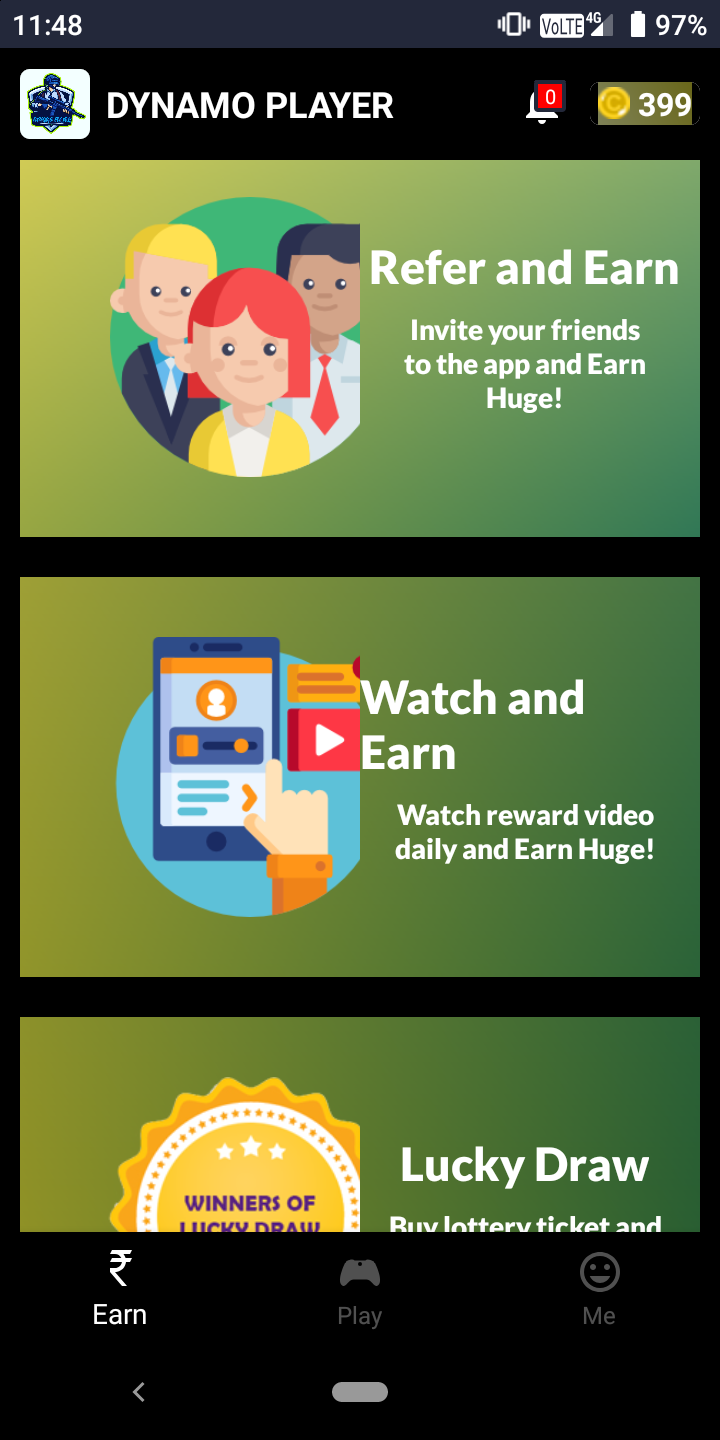 11:48
VoLTE 4G 97%
DYNAMO PLAYER
0
399
Refer and Earn
Invite your friends
to the app and Earn
Huge!
Watch and
Earn
Watch reward video
daily and Earn Huge!
WINNERS OF
LUCKY DRAW
Lucky Draw
Buy lottery ticket and
₹
Earn
Play
Me